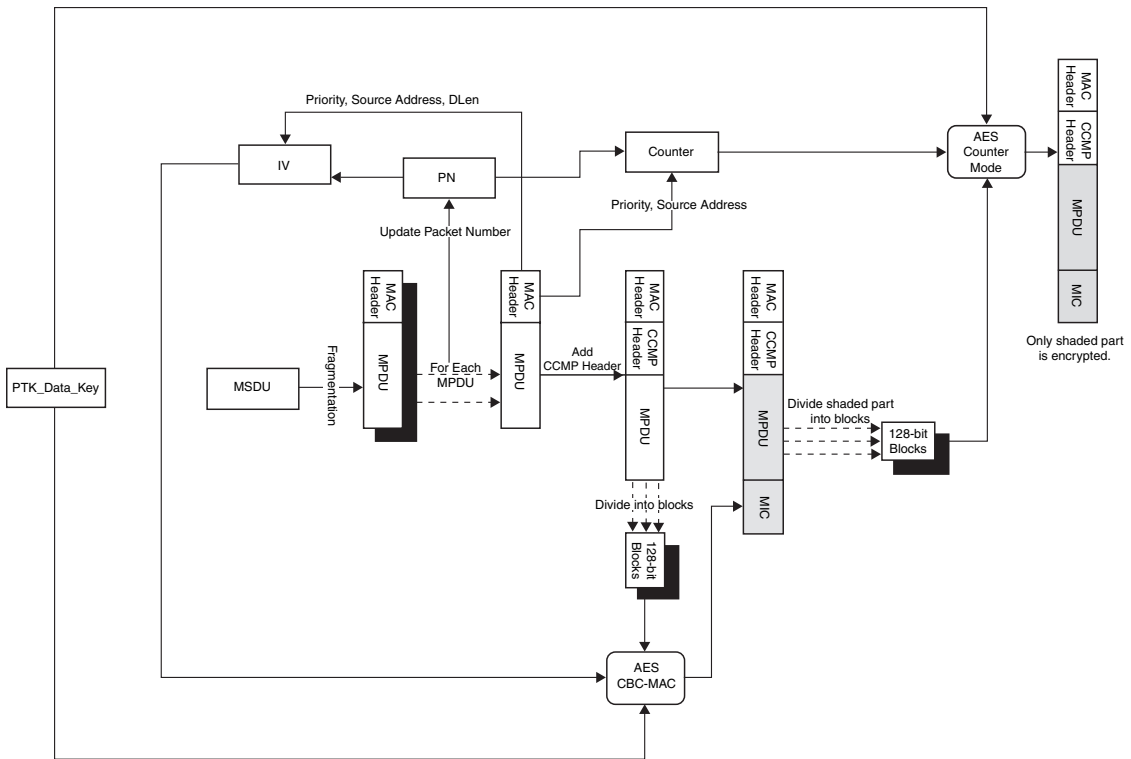 Priority, Source Address, DLen
IV
PN
Counter
AES
Counter
Mode
MAC
Header
CCMP
Header
MPDU
MIC
Only shaded part
is encrypted.
Priority, Source Address
Update Packet Number
PTK_Data_Key
MSDU
Fragmentation
MAC
Header
MPDU
For Each
MPDU
MAC
Header
MPDU
Add
CCMP Header
MAC
Header
CCMP
Header
MPDU
MAC
Header
CCMP
Header
MPDU
MIC
Divide shaded part
into blocks
128-bit
Blocks
Divide into blocks
128-bit
Blocks
AES
CBC-MAC